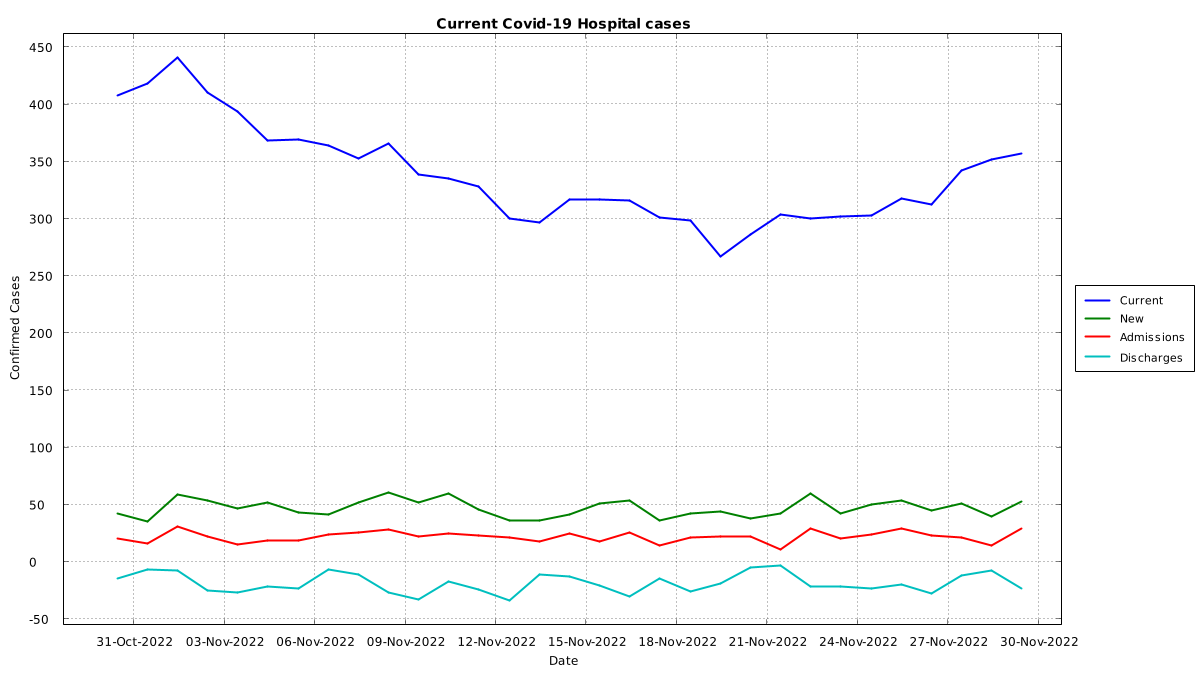 Current Covid-19 Hospital cases
Confirmed Cases
450
400
350
300
250
200
150
100
50
0
-50
31-Oct-2022 03-Nov-2022 06-Nov-2022 09-Nov-2022 12-Nov-2022 15-Nov-2022 18-Nov-2022 21-Nov-2022 24-Nov-2022 27-Nov-2022 30-Nov-2022
Date
Current
New
Admissions
Discharges